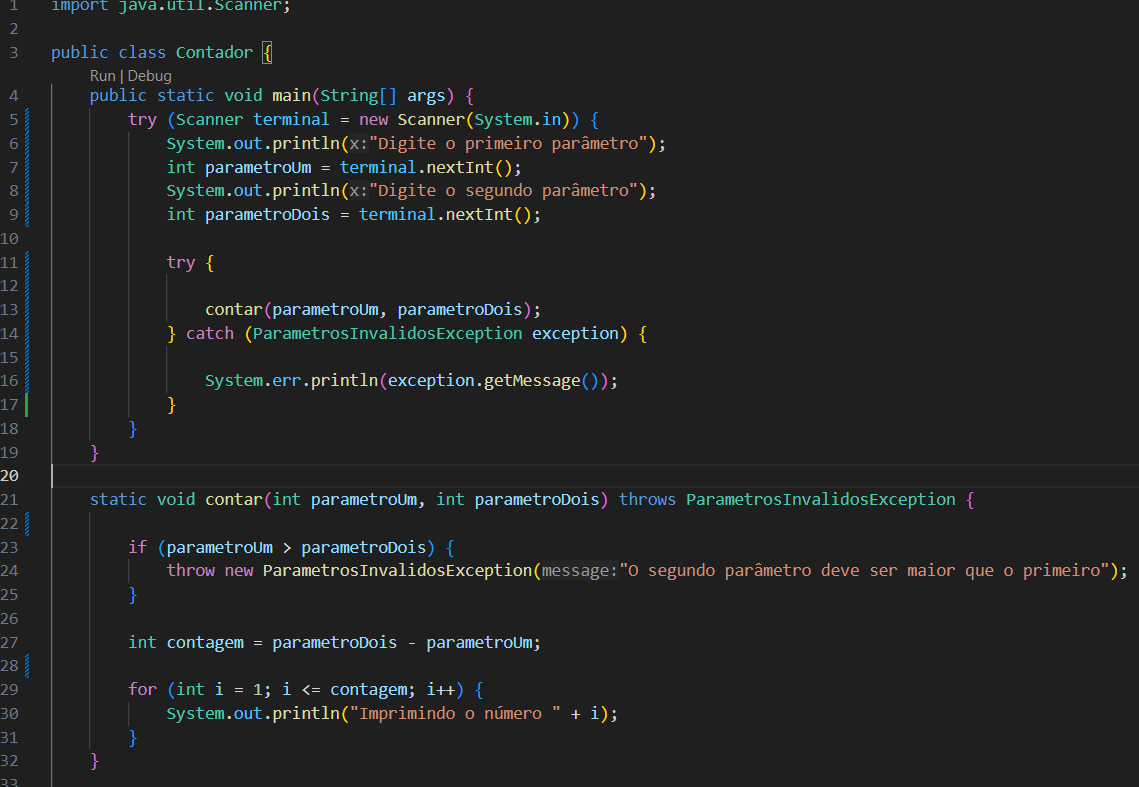 1 import java.util.Scanner;
2
3 public class Contador {
Run | Debug
4 public static void main(String[] args) {
5 try (Scanner terminal = new Scanner(System.in)) {
6 System.out.println(x:"Digite o primeiro parâmetro");
7 int parametroUm = terminal.nextInt();
8 System.out.println(x:"Digite o segundo parâmetro");
9 int parametroDois = terminal.nextInt();
10
11 try {
12
13 contar(parametroUm, parametroDois);
14 } catch (ParametrosInvalidosException exception) {
15
16 System.err.println(exception.getMessage());
17 }
18 }
19 }
20
21 static void contar(int parametroUm, int parametroDois) throws ParametrosInvalidosException {
22
23 if (parametroUm > parametroDois) {
24 throw new ParametrosInvalidosException(message:"O segundo parâmetro deve ser maior que o primeiro");
25 }
26
27 int contagem = parametroDois - parametroUm;
28
29 for (int i = 1; i <= contagem; i++) {
30 System.out.println("Imprimindo o número " + i);
31 }
32 }
33